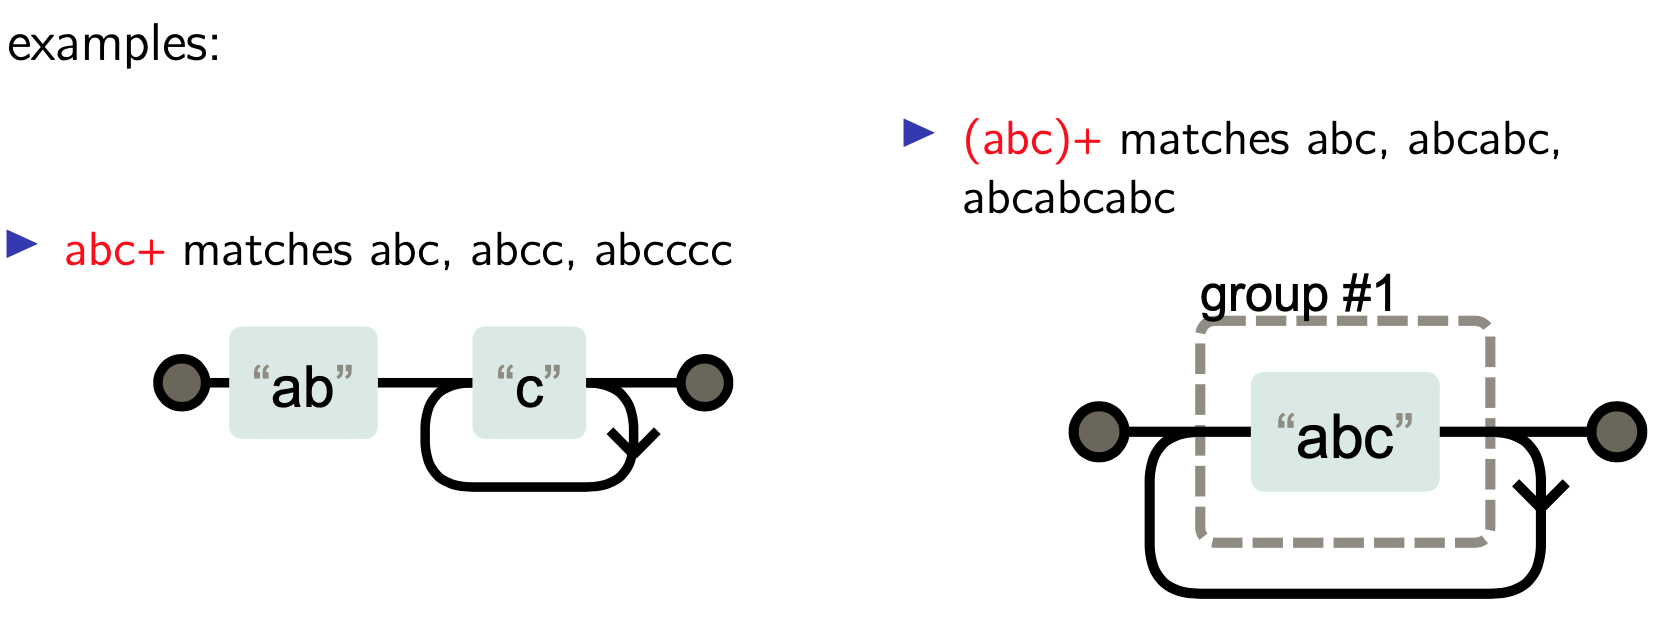 examples:
▶ abc+ matches abc, abcc, abcccc
“ab”
“c”
▶ (abc)+ matches abc, abcabc,
abcabcabc
group #1
“abc”